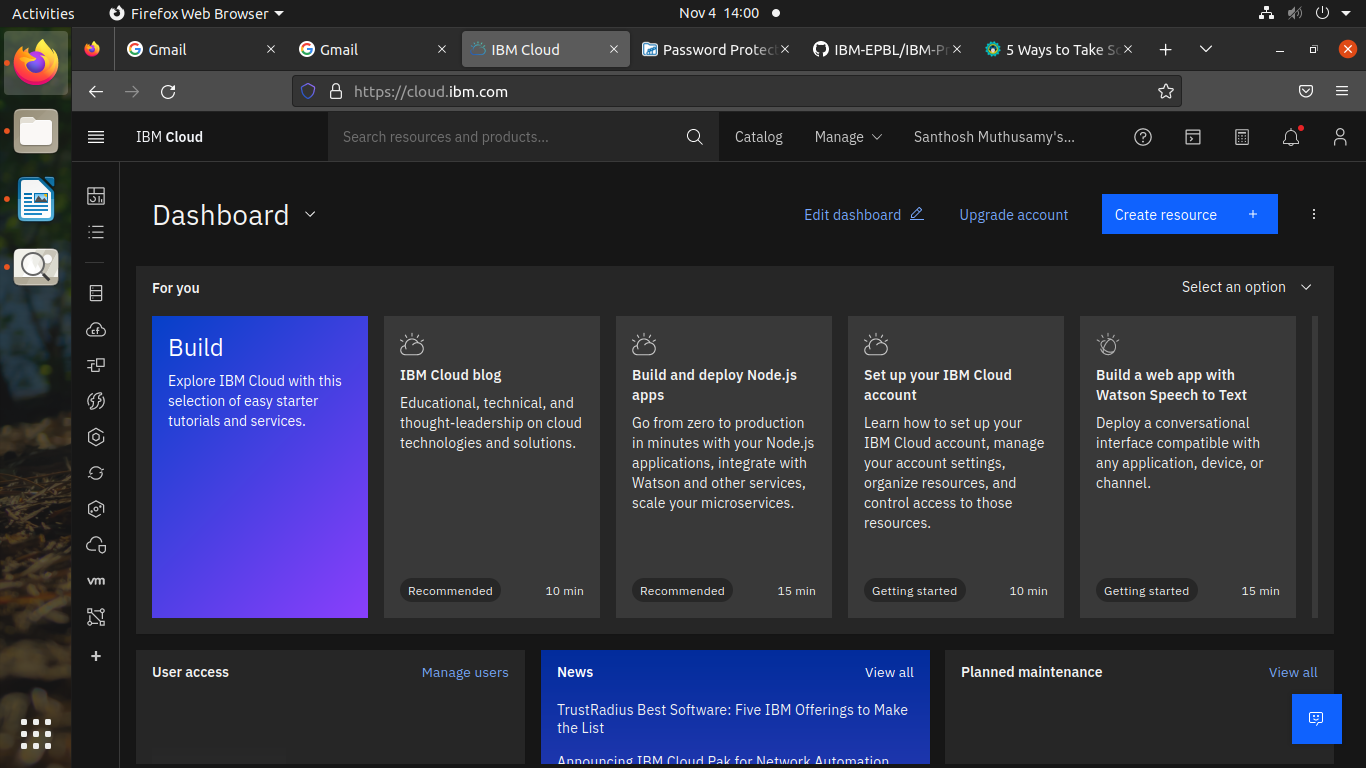 Activities
Firefox Web Browser
Nov 4 14:00
Gmail
Gmail
IBM Cloud
Password Protec
IBM-EPBL/IBM-Pr
5 Ways to Take Sc
https://cloud.ibm.com
IBM Cloud
Search resources and products...
Catalog
Manage
Santhosh Muthusamy's...
Dashboard
Edit dashboard
Upgrade account
Create resource
For you
Select an option
Build
Explore IBM Cloud with this
selection of easy starter
tutorials and services.
IBM Cloud blog
Educational, technical, and
thought-leadership on cloud
technologies and solutions.
Recommended
10 min
Build and deploy Node.js
apps
Go from zero to production
in minutes with your Node.js
applications, integrate with
Watson and other services,
scale your microservices.
Recommended
15 min
Set up your IBM Cloud
account
Learn how to set up your
IBM Cloud account, manage
your account settings,
organize resources, and
control access to those
resources.
Getting started
10 min
Build a web app with
Watson Speech to Text
Deploy a conversational
interface compatible with
any application, device, or
channel.
Getting started
15 min
cf
vm
User access
Manage users
News
View all
TrustRadius Best Software: Five IBM Offerings to Make
the List
Announcing IBM Cloud Pak for Network Automation
Planned maintenance
View all